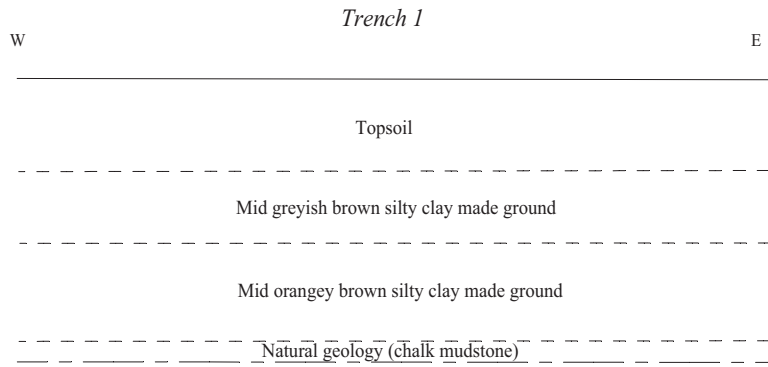 Trench 1
W
E
Topsoil
Mid greyish brown silty clay made ground
Mid orangey brown silty clay made ground
Natural geology (chalk mudstone)